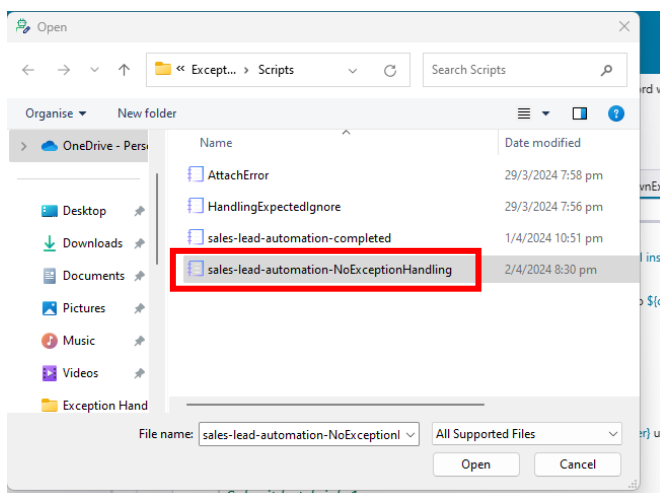 Open
« Except... › Scripts
Search Scripts
Organise
New folder
Name
Date modified
OneDrive - Pers
AttachError 29/3/2024 7:58 pm
HandlingExpectedIgnore 29/3/2024 7:56 pm
sales-lead-automation-completed 1/4/2024 10:51 pm
sales-lead-automation-NoExceptionHandling 2/4/2024 8:30 pm
Desktop
Downloads
Documents
Pictures
Music
Videos
Exception Hand
File name: sales-lead-automation-NoExceptionl
All Supported Files
Open
Cancel